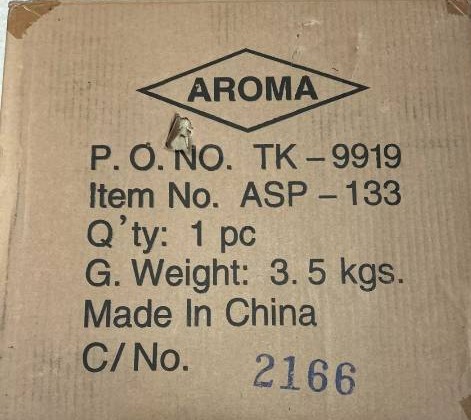 AROMA
P. O. NO. TK – 9919
Item No. ASP – 133
Q'ty: 1 pc
G. Weight: 3. 5 kgs.
Made In China
C/ No. 2166